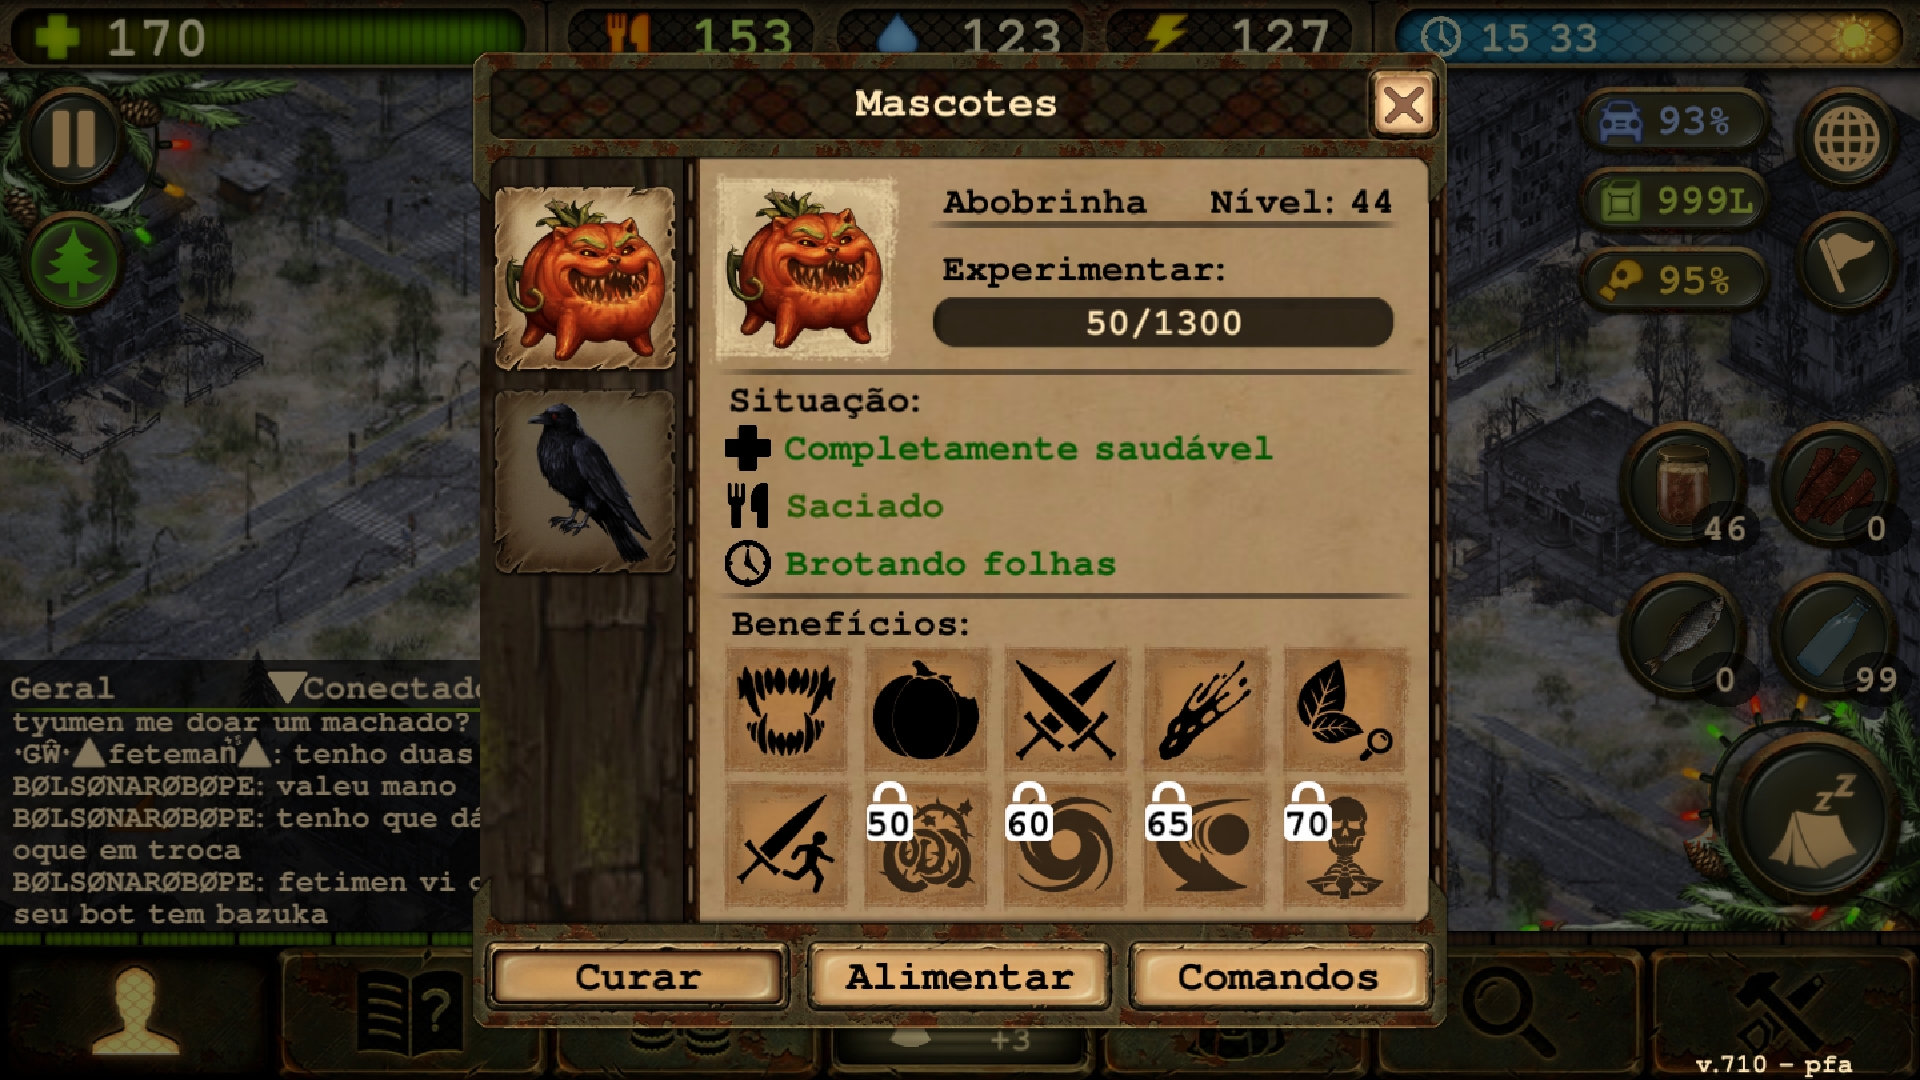 170
153
123
127
15 33
Mascotes
93%
999L
95%
Abobrinha Nível: 44
Experimentar:
50/1300
Situação:
Completamente saudável
Saciado
Brotando folhas
Benefícios:
50
60
65
70
46
0
0
99
Geral
tyumen me doar um machado?
tenho duas
BØLSØNARØBØPE: valeu mano
BØLSØNARØBØPE: tenho que dá
oque em troca
BØLSØNARØBØPE: fetimen vi
seu bot tem bazuka
Curar
Alimentar
Comandos
+3
v.710 - pfa